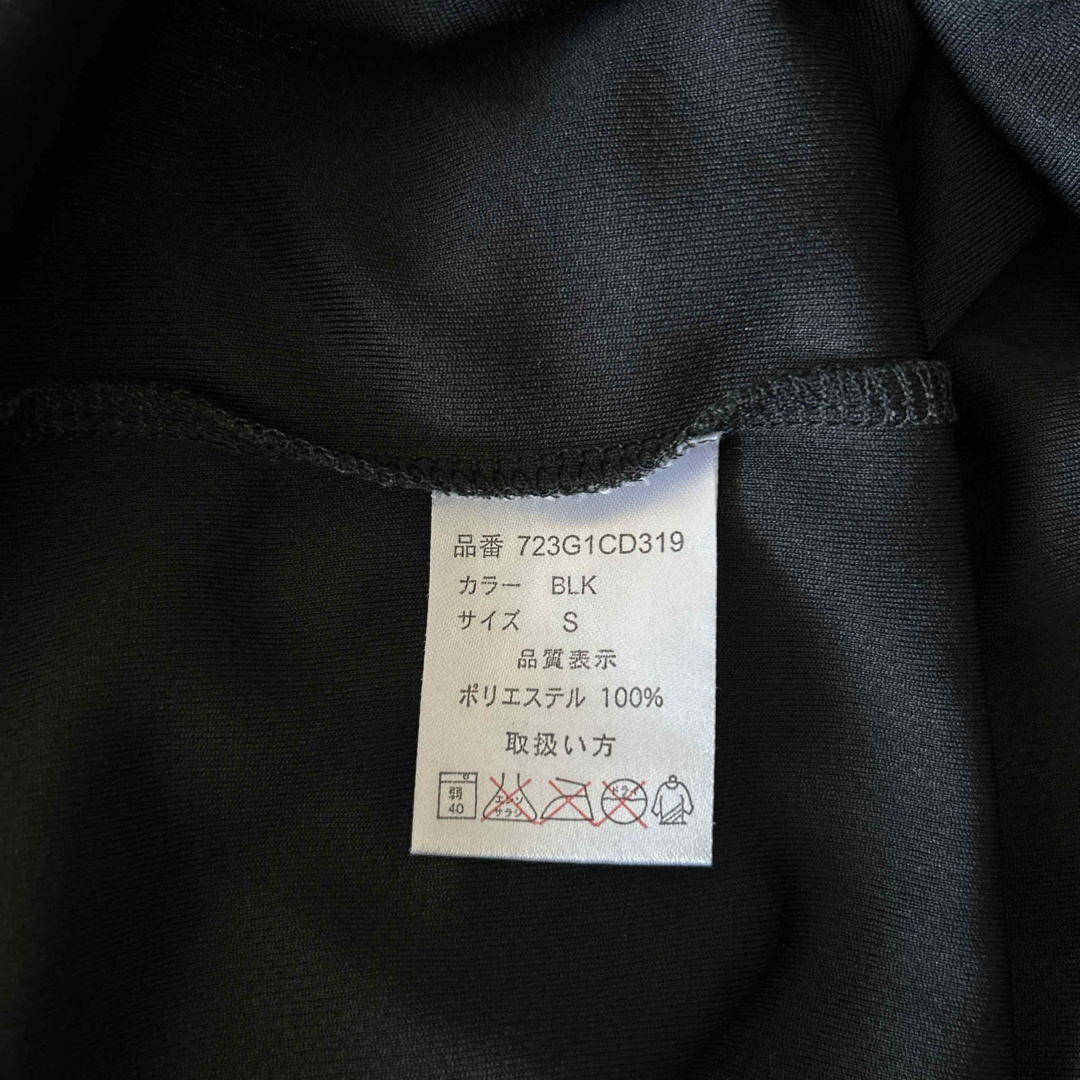 品番 723G1CD319
カラー BLK
サイズ S
品質表示
ポリエステル 100%
取扱い方
弱 エンソ ドライ
40 サラシ